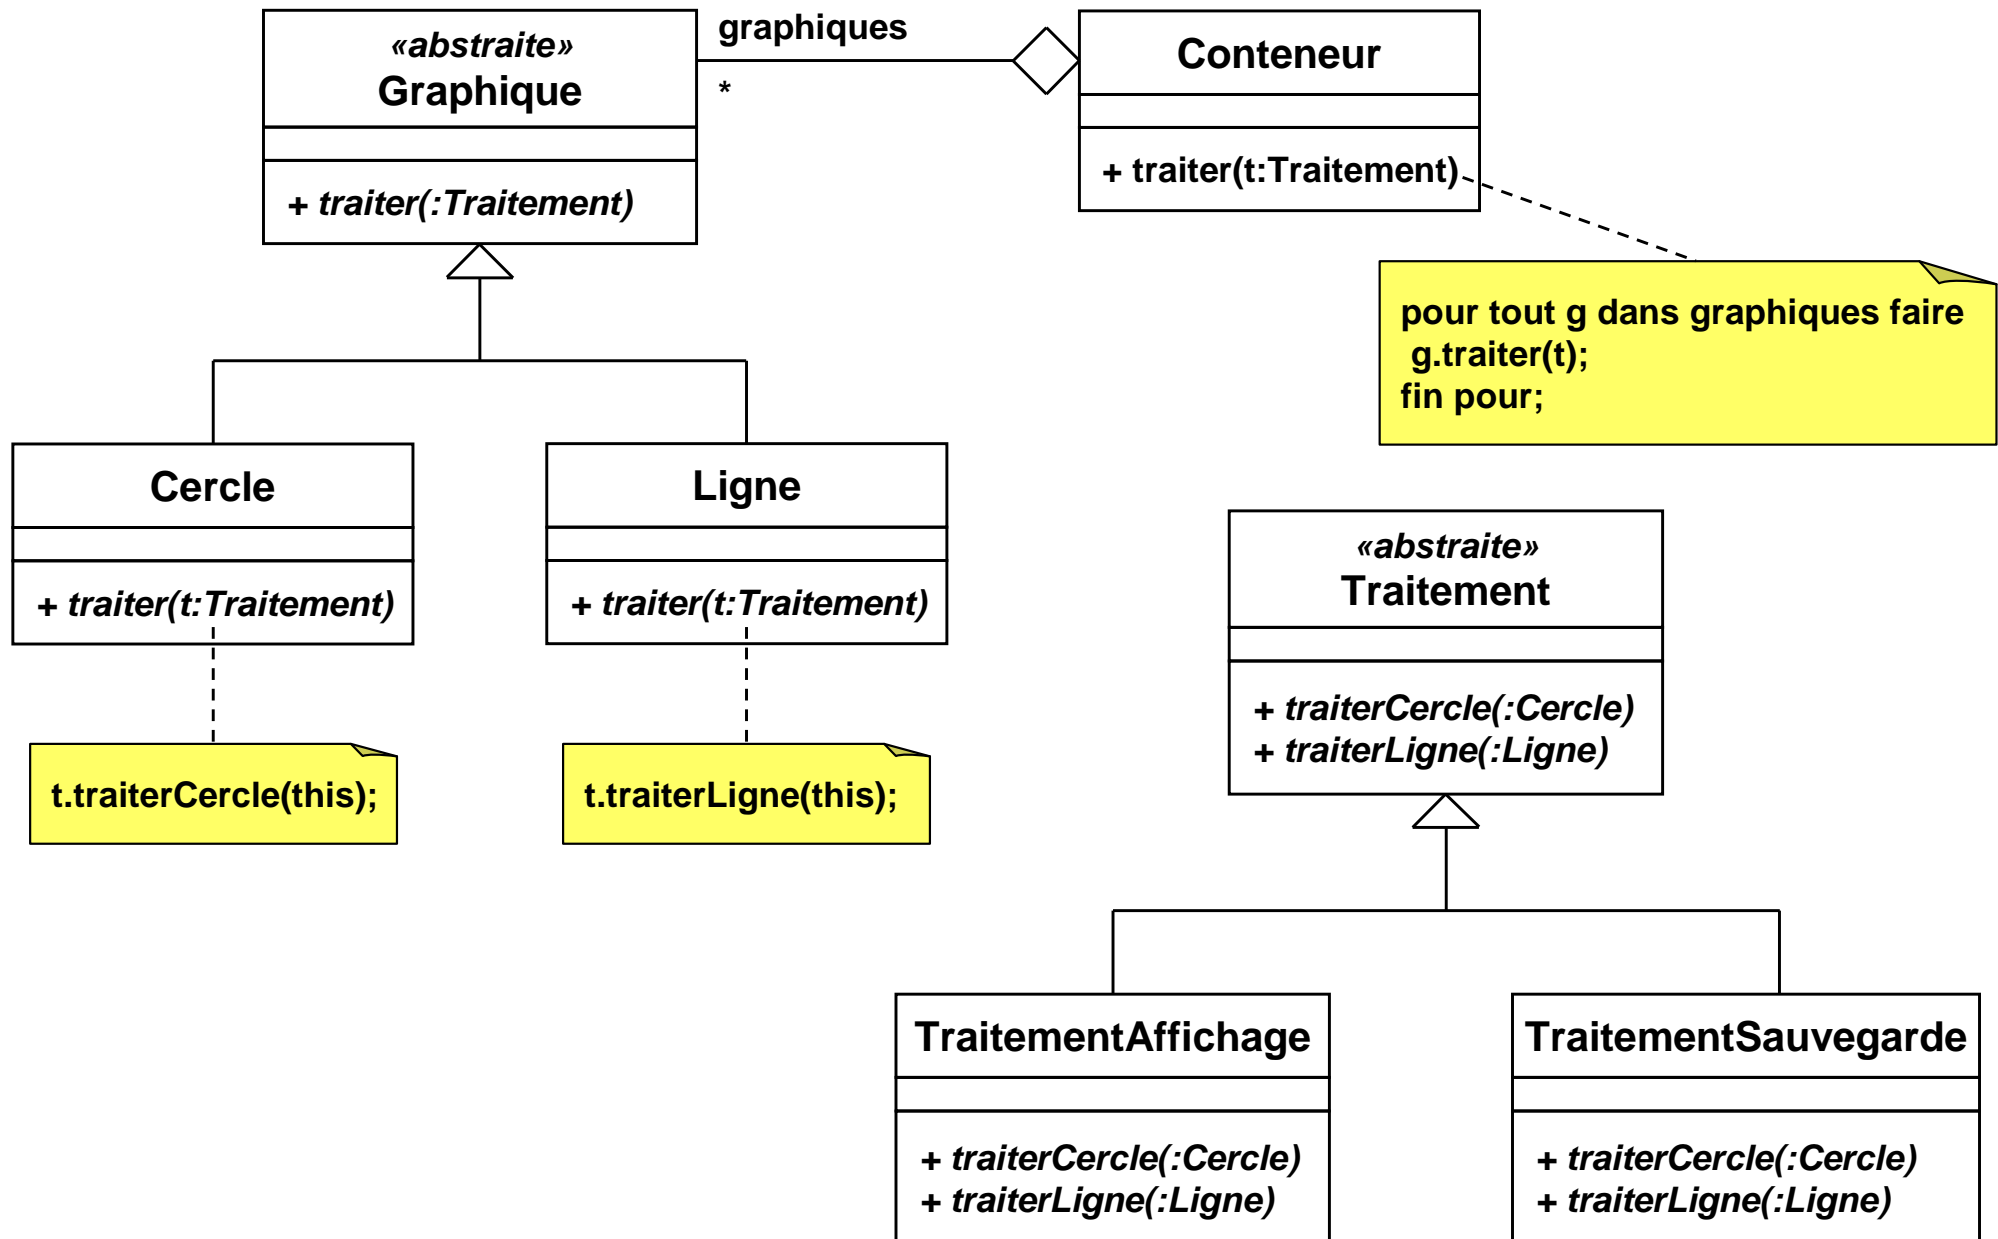 «abstraite»
Graphique
+ traiter(:Traitement)
graphiques
*
Conteneur
+ traiter(t:Traitement)
pour tout g dans graphiques faire
g.traiter(t);
fin pour;
Cercle
+ traiter(t:Traitement)
t.traiterCercle(this);
Ligne
+ traiter(t:Traitement)
t.traiterLigne(this);
«abstraite»
Traitement
+ traiterCercle(:Cercle)
+ traiterLigne(:Ligne)
TraitementAffichage
+ traiterCercle(:Cercle)
+ traiterLigne(:Ligne)
TraitementSauvegarde
+ traiterCercle(:Cercle)
+ traiterLigne(:Ligne)